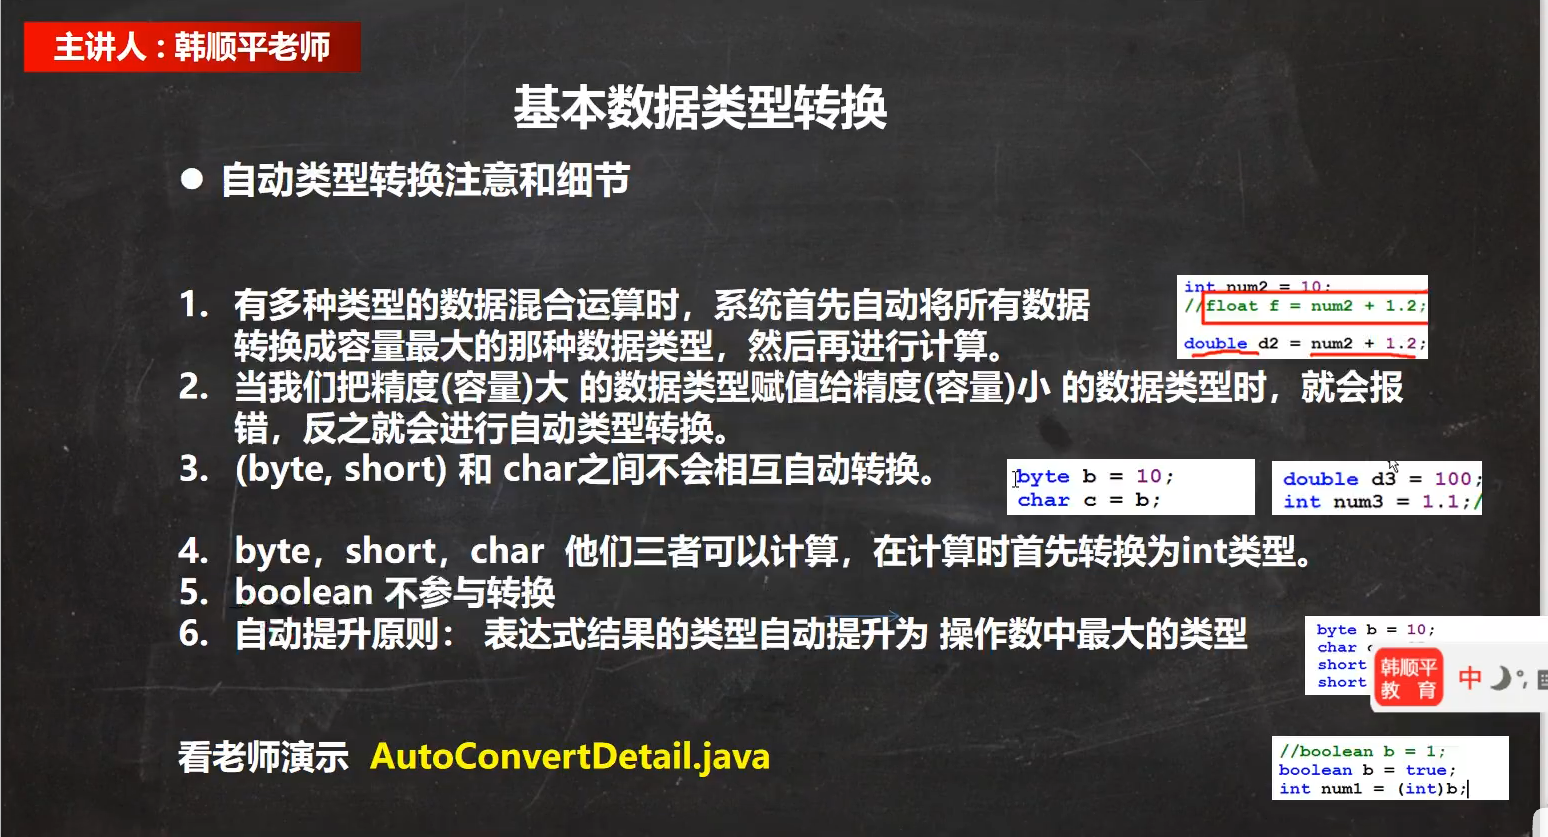 主讲人：韩顺平老师
基本数据类型转换
● 自动类型转换注意和细节
1. 有多种类型的数据混合运算时，系统首先自动将所有数据
转换成容量最大的那种数据类型，然后再进行计算。
int num2 = 10;
//float f = num2 + 1.2;
double d2 = num2 + 1.2;
2. 当我们把精度(容量)大 的数据类型赋值给精度(容量)小 的数据类型时，就会报
错，反之就会进行自动类型转换。
3. (byte, short) 和 char之间不会相互自动转换。
byte b = 10;
char c = b;
double d3 = 100;
int num3 = 1.1;/
4. byte，short，char 他们三者可以计算，在计算时首先转换为int类型。
5. boolean 不参与转换
6. 自动提升原则： 表达式结果的类型自动提升为 操作数中最大的类型
byte b = 10;
char
short
short
韩顺平
教 育
中
看老师演示 AutoConvertDetail.java
//boolean b = 1;
boolean b = true;
int num1 = (int)b;